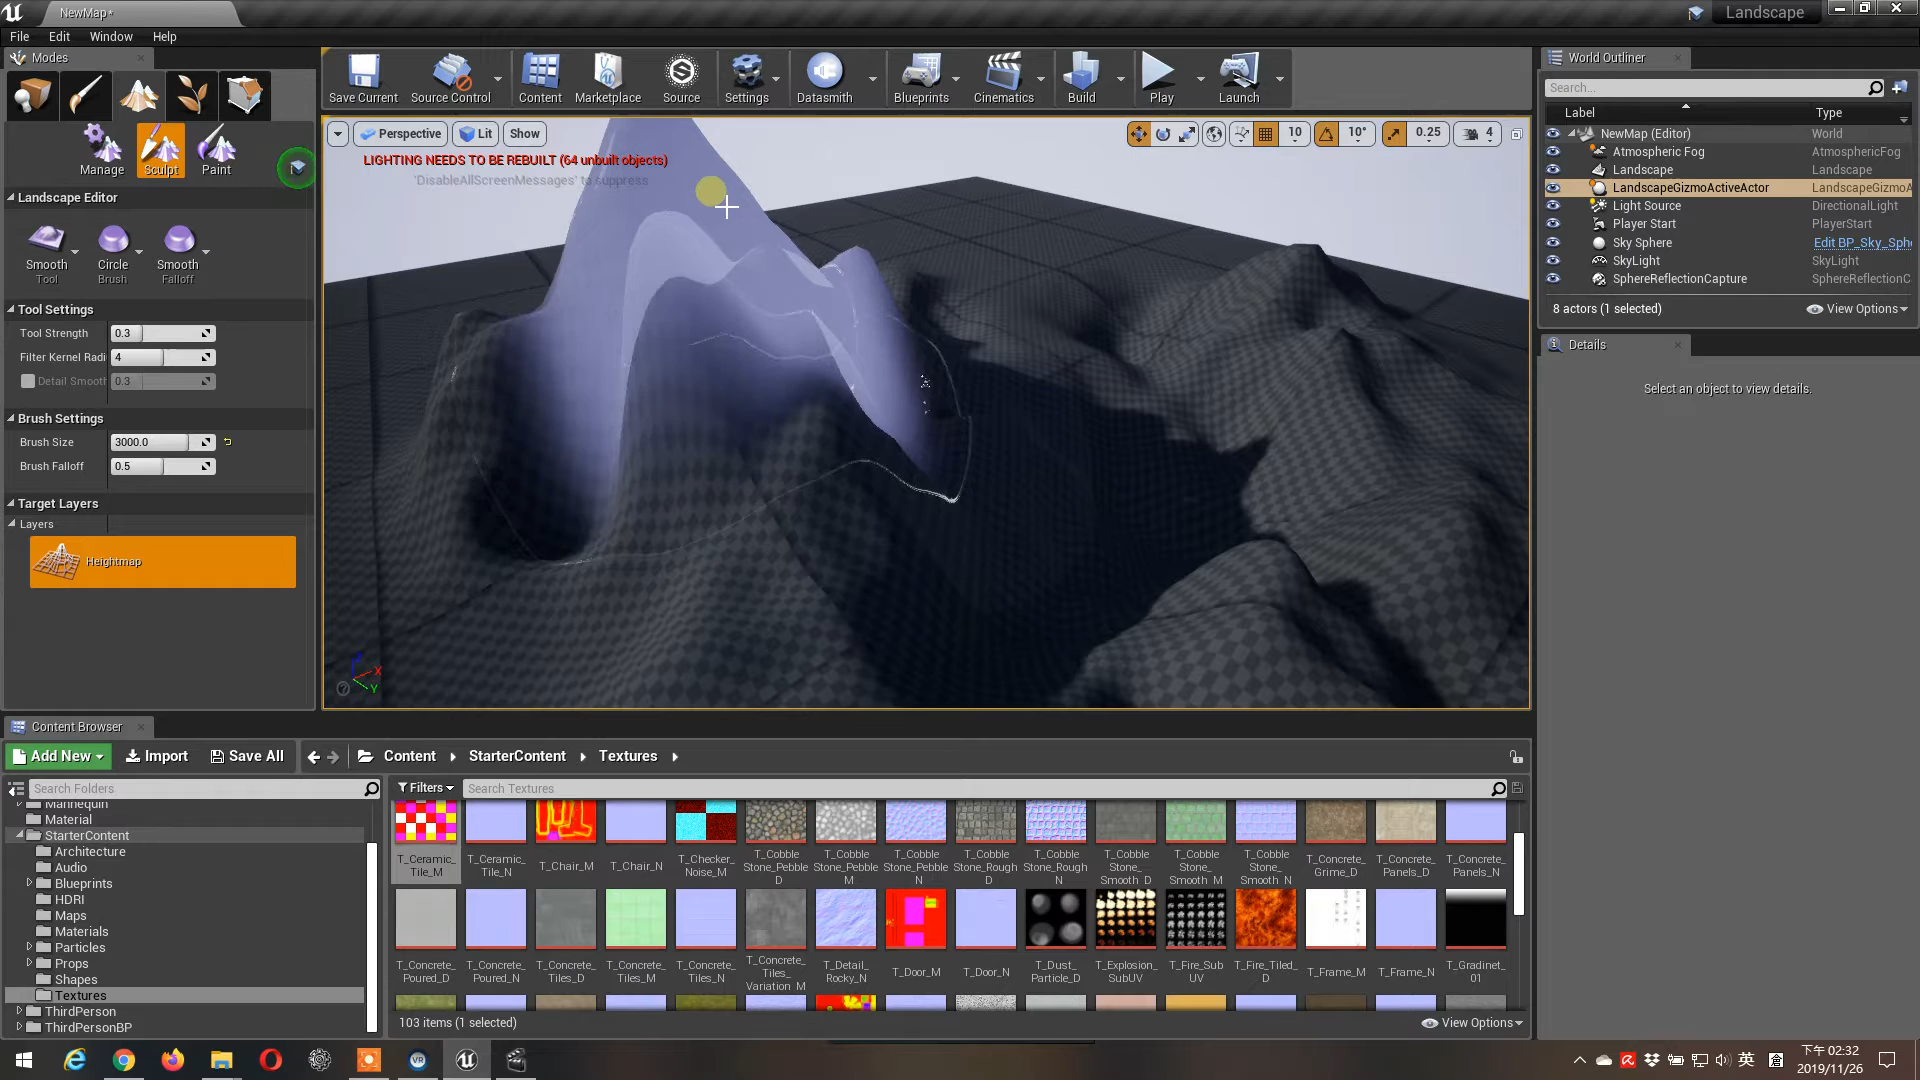 NewMap*
Landscape
File Edit Window Help
Modes
Save Current
Source Control
Content
Marketplace
Source
Settings
Datasmith
Blueprints
Cinematics
Build
Play
Launch
Manage
Sculpt
Paint
Landscape Editor
Smooth
Tool
Circle
Brush
Smooth
Falloff
Tool Settings
Tool Strength 0.3
Filter Kernel Radi 4
Detail Smooth 0.3
Brush Settings
Brush Size 3000.0
Brush Falloff 0.5
Target Layers
Layers
Heightmap
Perspective Lit Show
10 10° 0.25 4
LIGHTING NEEDS TO BE REBUILT (64 unbuilt objects)
'DisableAllScreenMessages' to suppress
X
Y
World Outliner
Search...
Label Type
NewMap (Editor) World
Atmospheric Fog AtmosphericFog
Landscape Landscape
LandscapeGizmoActiveActor LandscapeGizmoA
Light Source DirectionalLight
Player Start PlayerStart
Sky Sphere Edit BP_Sky_Sph
SkyLight SkyLight
SphereReflectionCapture SphereReflectionC
8 actors (1 selected) View Options
Details
Select an object to view details.
Content Browser
Add New Import Save All Content StarterContent Textures
Search Folders
Filters Search Textures
Mannequin
Material
StarterContent
Architecture
Audio
Blueprints
HDRI
Maps
Materials
Particles
Props
Shapes
Textures
ThirdPerson
ThirdPersonBP
T_Ceramic_
Tile_M
T_Ceramic_
Tile_N
T_Chair_M
T_Chair_N
T_Checker_
Noise_M
T_Cobble
Stone_Pebble
D
T_Cobble
Stone_Pebble
M
T_Cobble
Stone_Pebble
N
T_Cobble
Stone_Rough
D
T_Cobble
Stone_Rough
N
T_Cobble
Stone_
Smooth_D
T_Cobble
Stone_
Smooth_M
T_Cobble
Stone_
Smooth_N
T_Concrete_
Grime_D
T_Concrete_
Panels_D
T_Concrete_
Panels_N
T_Concrete_
Poured_D
T_Concrete_
Poured_N
T_Concrete_
Tiles_D
T_Concrete_
Tiles_M
T_Concrete_
Tiles_N
T_Concrete_
Tiles_
Variation_M
T_Detail_
Rocky_N
T_Door_M
T_Door_N
T_Dust_
Particle_D
T_Explosion_
SubUV
T_Fire_Sub
UV
T_Fire_Tiled_
D
T_Frame_M
T_Frame_N
T_Gradinet_
01
103 items (1 selected) View Options
VR
英
下午 02:32
2019/11/26